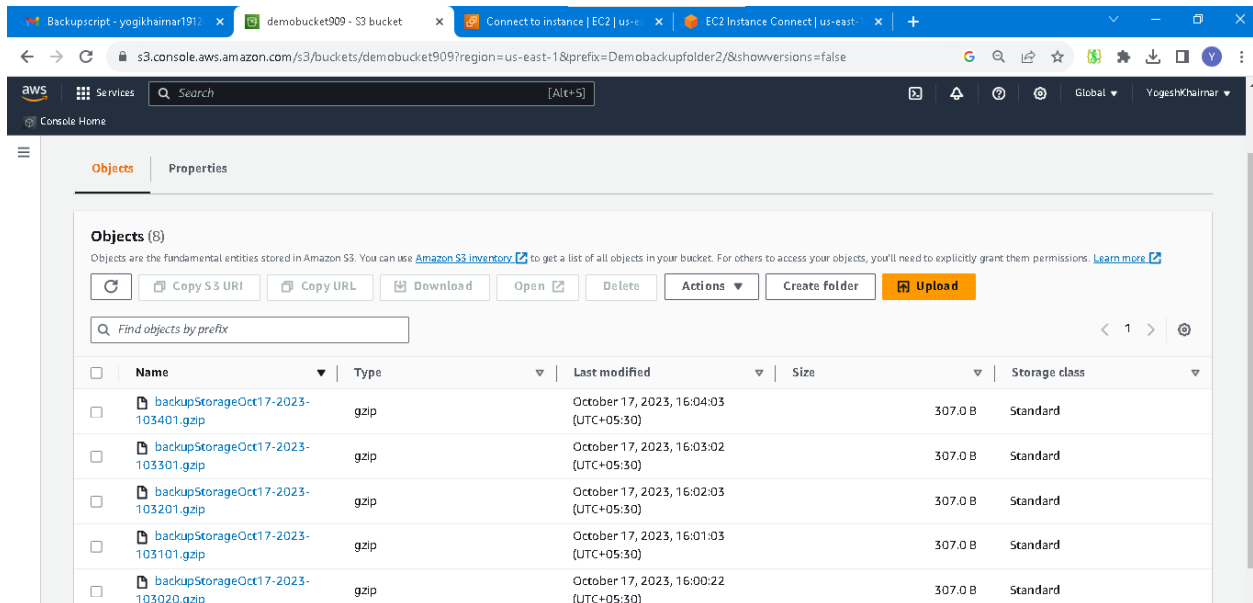 Backupscript - yogikhairnar1912
demobucket909 - S3 bucket
Connect to instance | EC2 | us-e
EC2 Instance Connect | us-east-
s3.console.aws.amazon.com/s3/buckets/demobucket909?region=us-east-1&prefix=Demobackupfolder2/&showversions=false
G
Y
aws
Services
Search
[Alt+S]
Global
YogeshKhairnar
Console Home
Objects
Properties
Objects (8)
Objects are the fundamental entities stored in Amazon S3. You can use Amazon S3 inventory to get a list of all objects in your bucket. For others to access your objects, you'll need to explicitly grant them permissions. Learn more
Copy S3 URI
Copy URL
Download
Open
Delete
Actions
Create folder
Upload
Find objects by prefix
1
Name
Type
Last modified
Size
Storage class
backupStorageOct17-2023-
103401.gzip
gzip
October 17, 2023, 16:04:03
(UTC+05:30)
307.0 B
Standard
backupStorageOct17-2023-
103301.gzip
gzip
October 17, 2023, 16:03:02
(UTC+05:30)
307.0 B
Standard
backupStorageOct17-2023-
103201.gzip
gzip
October 17, 2023, 16:02:03
(UTC+05:30)
307.0 B
Standard
backupStorageOct17-2023-
103101.gzip
gzip
October 17, 2023, 16:01:03
(UTC+05:30)
307.0 B
Standard
backupStorageOct17-2023-
103020.gzip
gzip
October 17, 2023, 16:00:22
(UTC+05:30)
307.0 B
Standard